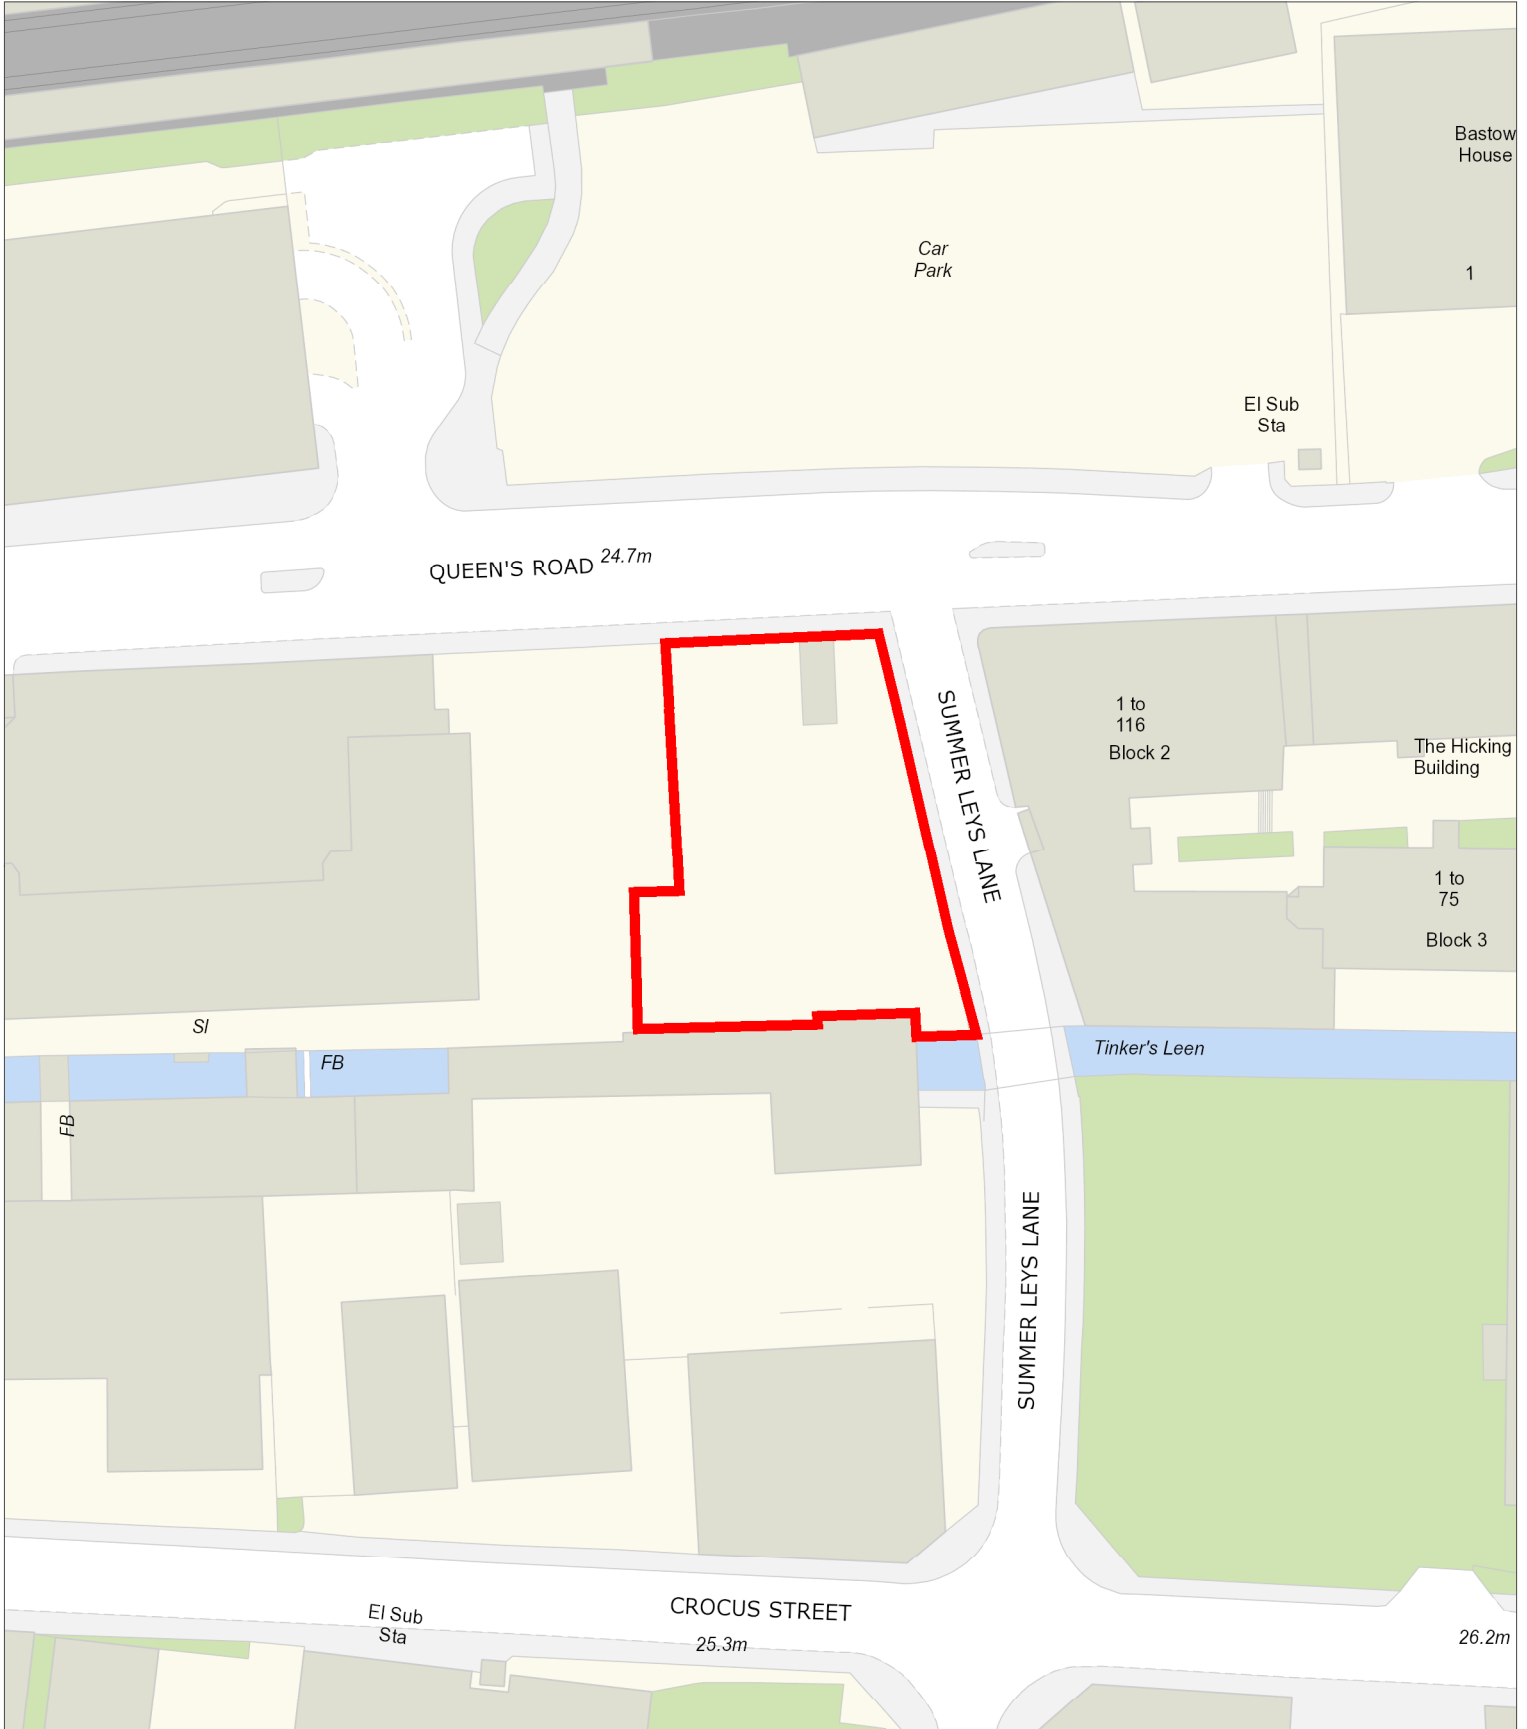 Bastow
House
Car
Park
1
El Sub
Sta
QUEEN'S ROAD 24.7m
SUMMER LEYS LANE
1 to
116
Block 2
The Hicking
Building
1 to
75
Block 3
Sl
FB
Tinker's Leen
FB
SUMMER LEYS LANE
El Sub
Sta
CROCUS STREET
25.3m
26.2m